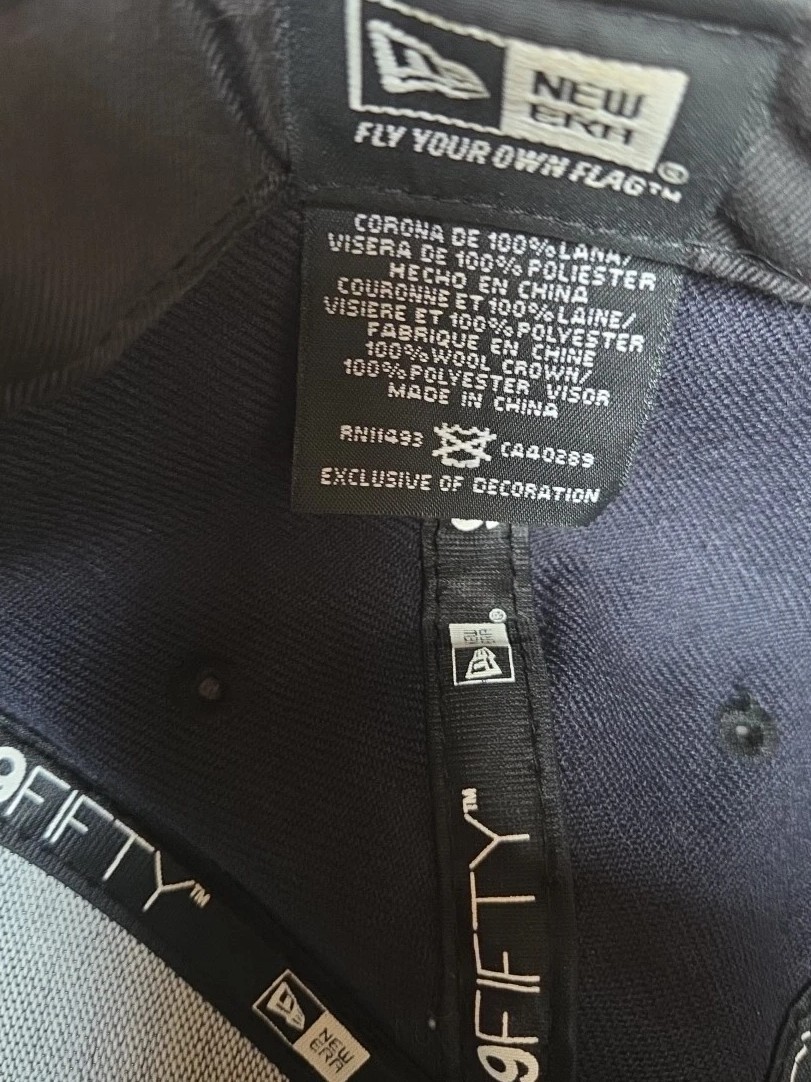 NEW
ERA
®
FLY YOUR OWN FLAG™
CORONA DE 100% LANA/
VISERA DE 100% POLIESTER
HECHO EN CHINA
COURONNE ET 100% LAINE/
VISIERE ET 100% POLYESTER
FABRIQUE EN CHINE
100% WOOL CROWN/
100% POLYESTER VISOR
MADE IN CHINA
RN11493 CA40289
EXCLUSIVE OF DECORATION
NEW
ERA
®
9FIFTY™
9FIFTY™
NEW
ERA